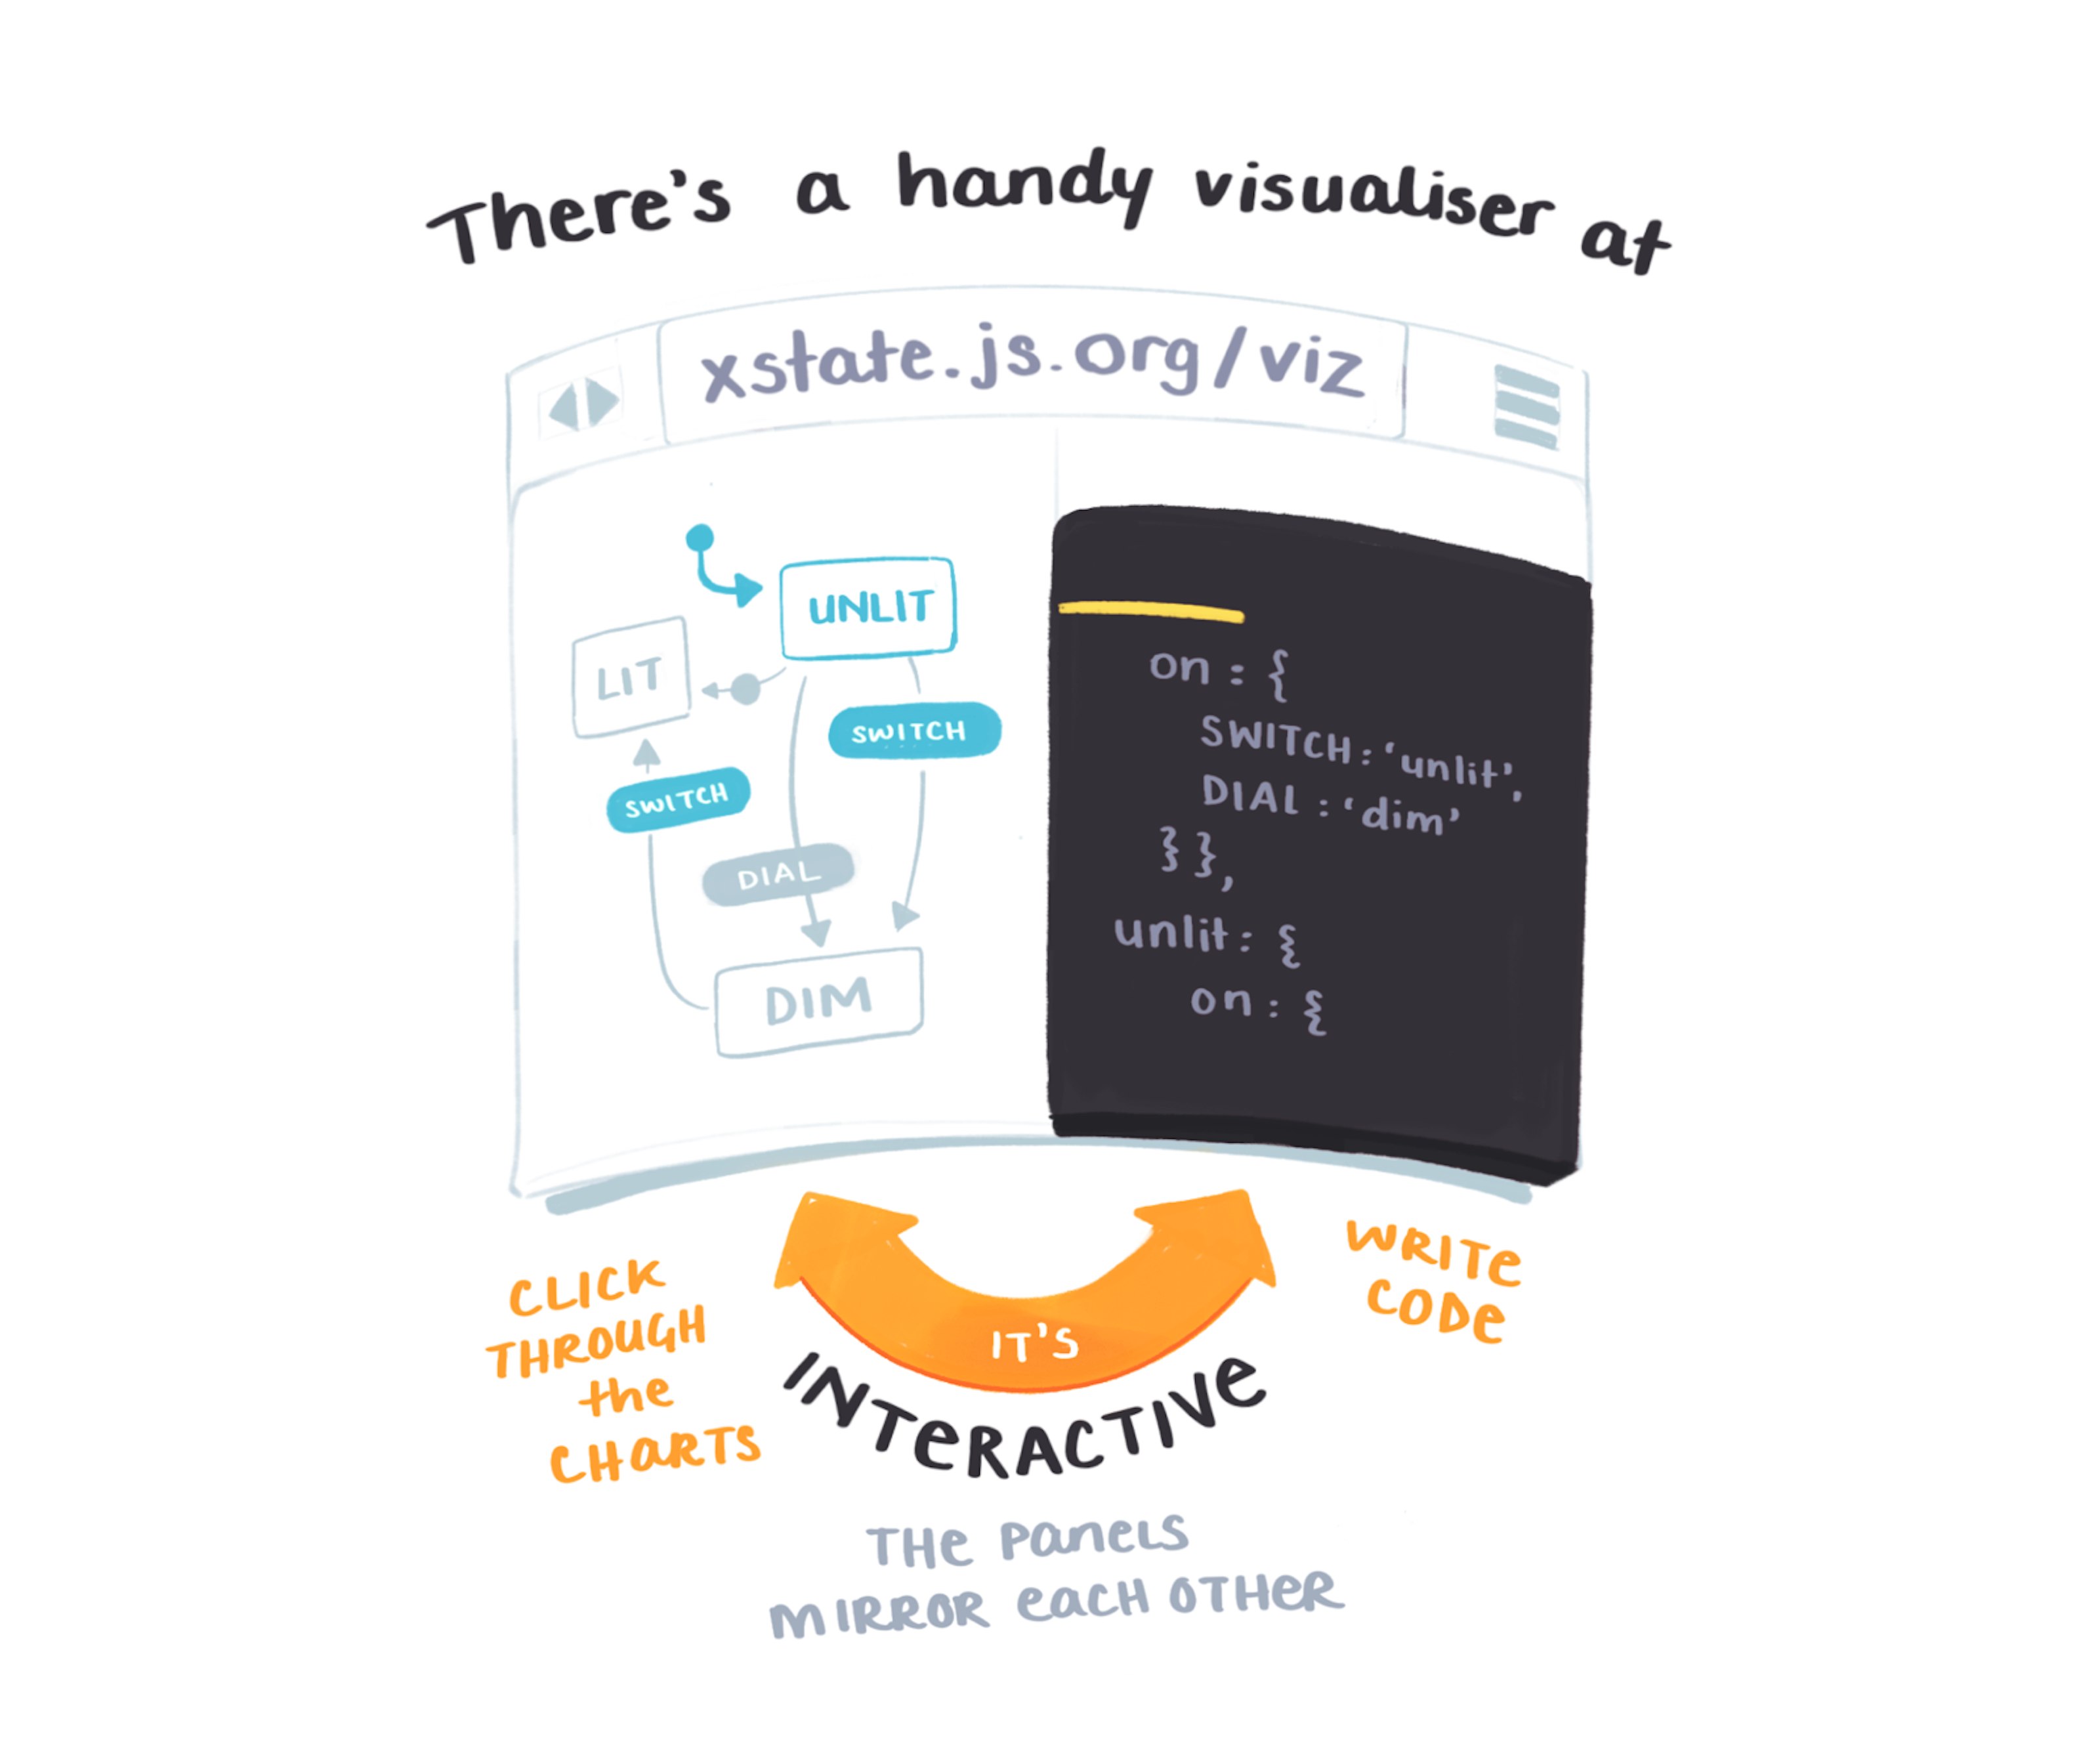 There's a handy visualiser at
xstate.js.org/viz
UNLIT
LIT
SWITCH
SWITCH
DIAL
DIM
on : {
SWITCH : 'unlit',
DIAL : 'dim'
} },
unlit : {
on : {
CLICK
THROUGH
the
CHARTS
WRITE
CODE
IT'S
INTERACTIVE
THE PANELS
MIRROR EACH OTHER